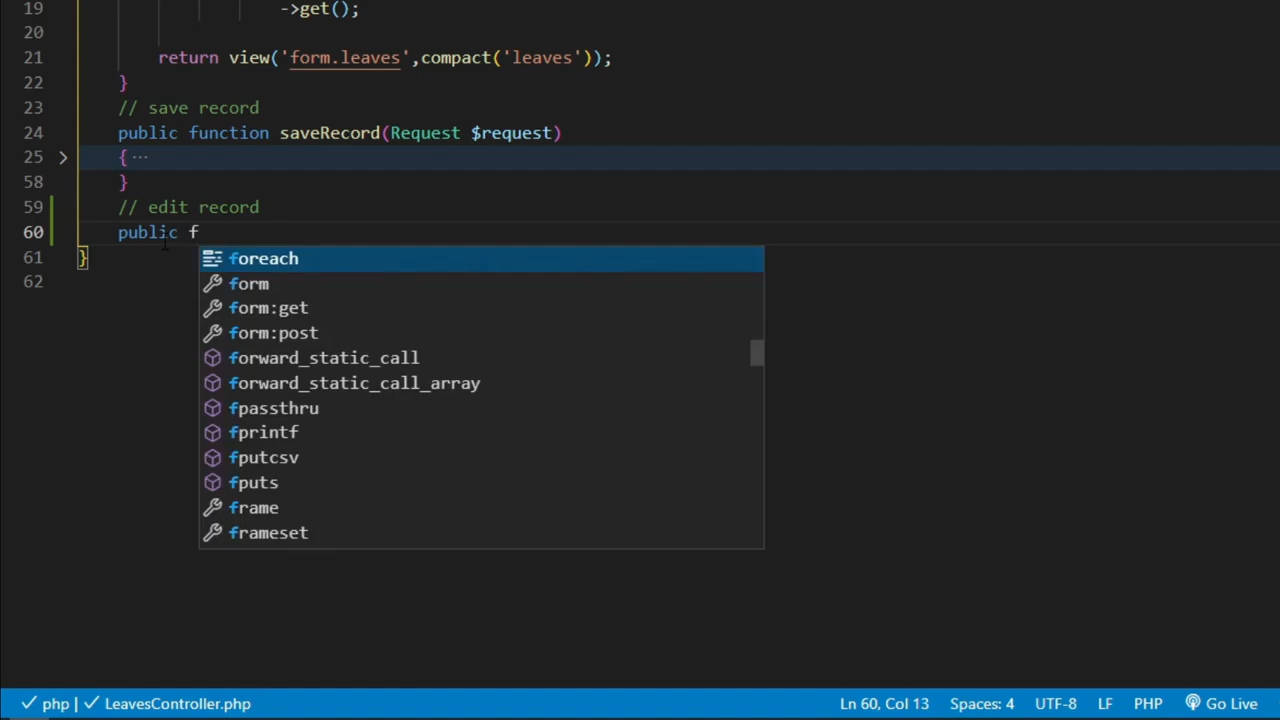 19 ->get();
20
21 return view('form.leaves',compact('leaves'));
22 }
23 // save record
24 public function saveRecord(Request $request)
25 { ···
58 }
59 // edit record
60 public f
61 }
62
foreach
form
form:get
form:post
forward_static_call
forward_static_call_array
fpassthru
fprintf
fputcsv
fputs
frame
frameset
php | LeavesController.php Ln 60, Col 13 Spaces: 4 UTF-8 LF PHP Go Live